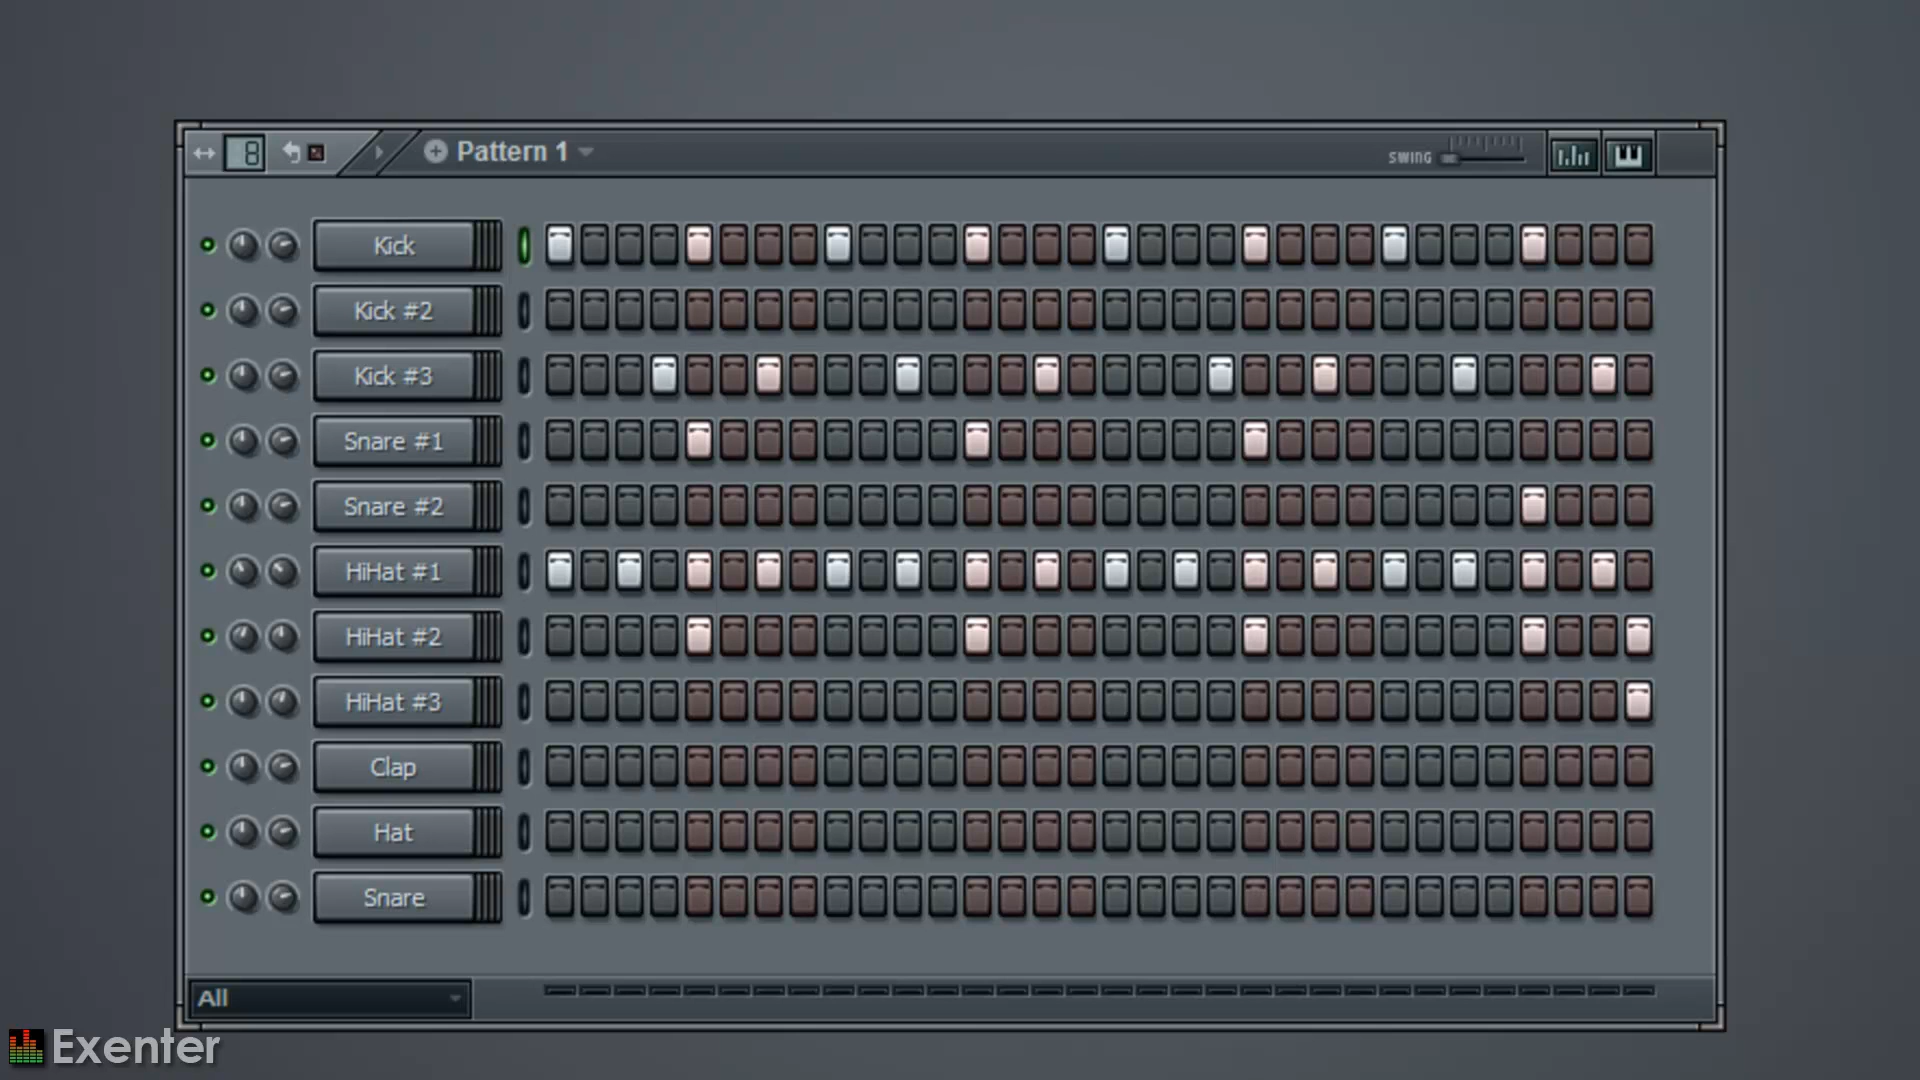 8
Pattern 1
SWING
Kick
Kick #2
Kick #3
Snare #1
Snare #2
HiHat #1
HiHat #2
HiHat #3
Clap
Hat
Snare
All
Exenter